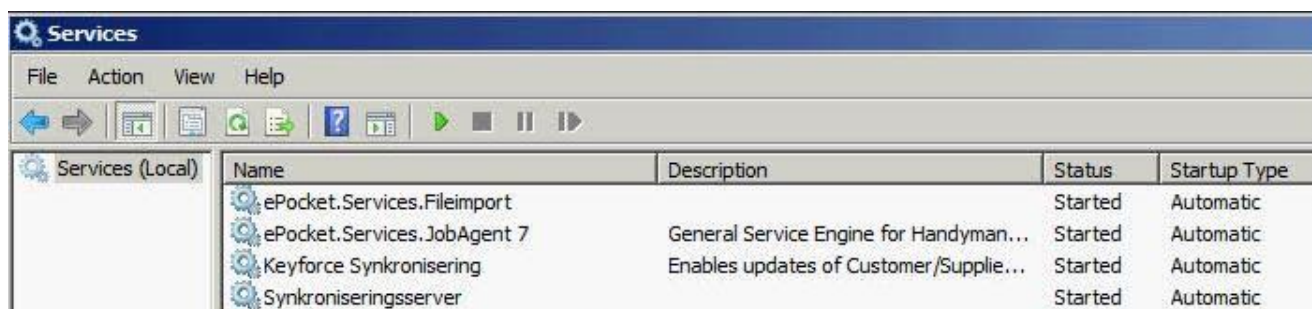 Services
File Action View Help
Services (Local)
Name Description Status Startup Type
ePocket.Services.Fileimport Started Automatic
ePocket.Services.JobAgent 7 General Service Engine for Handyman... Started Automatic
Keyforce Synkronisering Enables updates of Customer/Supplie... Started Automatic
Synkroniseringsserver Started Automatic